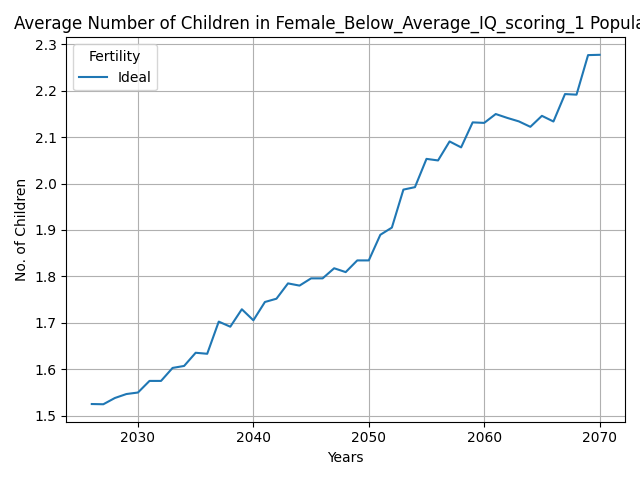 Average Number of Children in Female_Below_Average_IQ_scoring_1 Popula
Fertility
Ideal
2.3
2.2
2.1
2.0
1.9
1.8
1.7
1.6
1.5
No. of Children
2030 2040 2050 2060 2070
Years